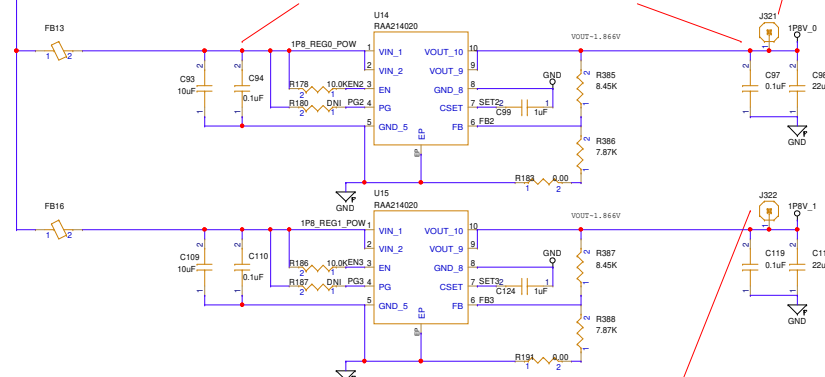 U14
RAA214020
J321
1P8V_0
FB13
1 2
1P8_REG0_POW
VOUT~1.866V
1 VIN_1 VOUT_10 10
2 VIN_2 VOUT_9 9
R178 10.0K EN2 3 EN GND_8 8 GND
R180 DNI PG2 4 PG CSET 7 SET2 C99 1uF
5 GND_5 FB 6 FB2
EP
C93 10uF
C94 0.1uF
R385 8.45K
R386 7.87K
C97 0.1uF
C98 22u
GND
GND
R183 0.00
U15
RAA214020
J322
1P8V_1
FB16
1 2
1P8_REG1_POW
VOUT~1.866V
1 VIN_1 VOUT_10 10
2 VIN_2 VOUT_9 9
R186 10.0K EN3 3 EN GND_8 8 GND
R187 DNI PG3 4 PG CSET 7 SET3 C124 1uF
5 GND_5 FB 6 FB3
EP
C109 10uF
C110 0.1uF
R387 8.45K
R388 7.87K
C119 0.1uF
22u
GND
R191 0.00